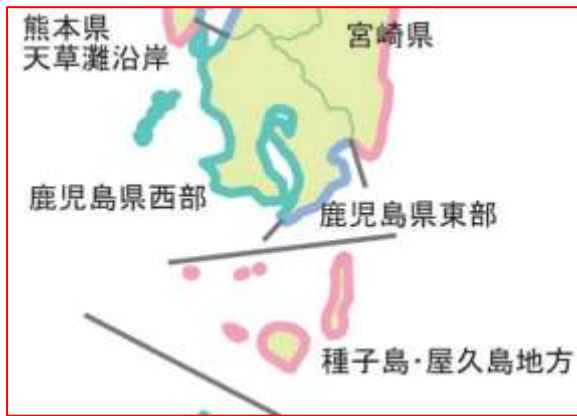 熊本県
天草灘沿岸
宮崎県
鹿児島県西部
鹿児島県東部
種子島・屋久島地方